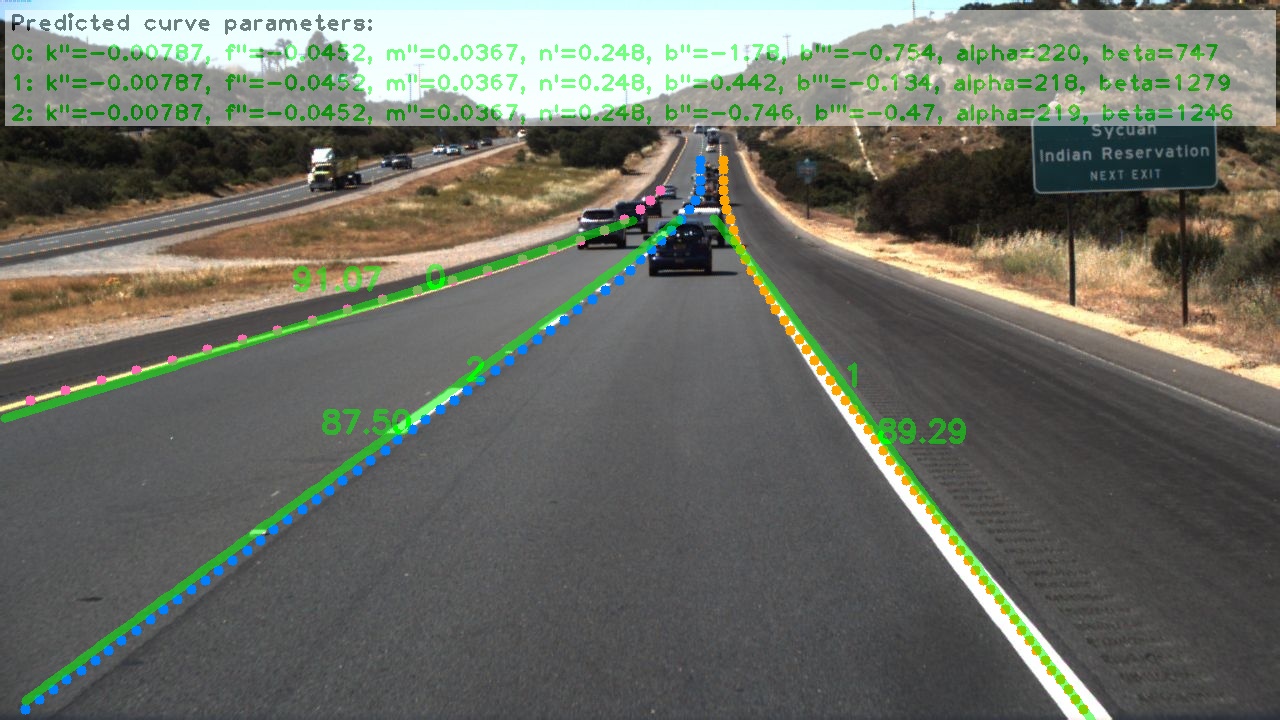 Predicted curve parameters:
0: k"=-0.00787, f"=-0.0452, m"=0.0367, n'=0.248, b"=-1.78, b'"=-0.754, alpha=220, beta=747
1: k"=-0.00787, f"=-0.0452, m"=0.0367, n'=0.248, b"=0.442, b'"=-0.134, alpha=218, beta=1279
2: k"=-0.00787, f"=-0.0452, m"=0.0367, n'=0.248, b"=-0.746, b'"=-0.47, alpha=219, beta=1246
Sycuan
Indian Reservation
NEXT EXIT
91.07 0
2
1
87.50
89.29